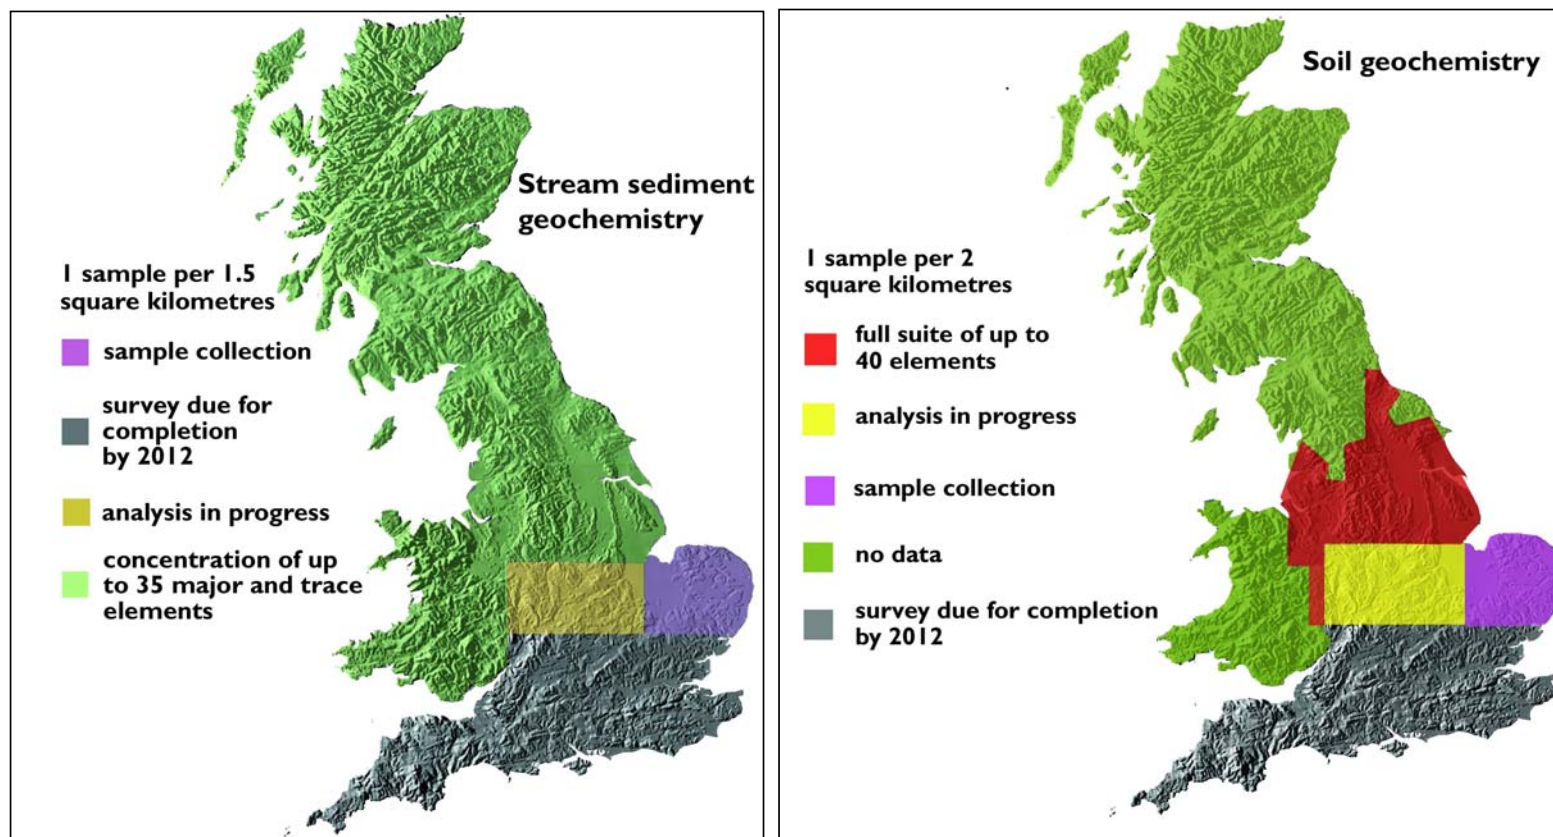 Stream sediment
geochemistry
1 sample per 1.5
square kilometres
sample collection
survey due for
completion
by 2012
analysis in progress
concentration of up
to 35 major and trace
elements
Soil geochemistry
1 sample per 2
square kilometres
full suite of up to
40 elements
analysis in progress
sample collection
no data
survey due for completion
by 2012